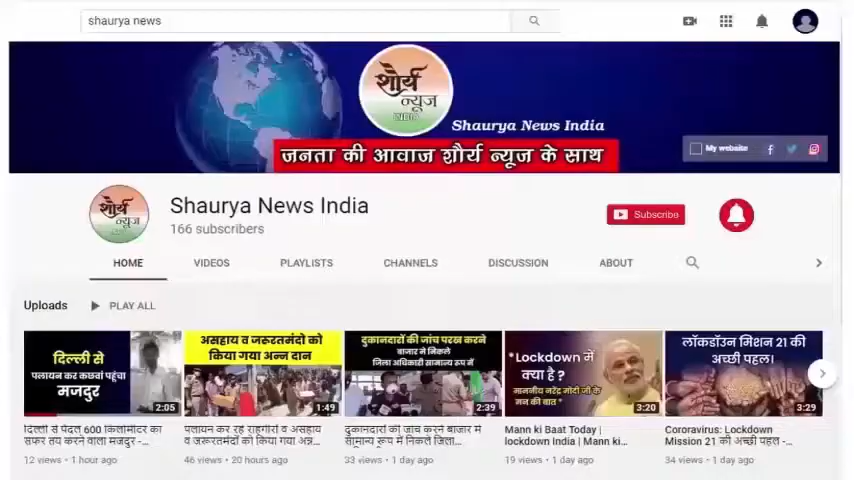 shaurya news
शौर्य
न्यूज
INDIA
Shaurya News India
My website
जनता की आवाज शौर्य न्यूज के साथ
शौर्य
न्यूज
Shaurya News India
166 subscribers
Subscribe
HOME VIDEOS PLAYLISTS CHANNELS DISCUSSION ABOUT
Uploads PLAY ALL
दिल्ली से
पलायन कर कछवां पहुंचा
मजदुर
2:05
असहाय व जरूरतमंदो को
किया गया अन्न दान
1:49
दुकानदारों की जांच परख करने
बाजार मे निकले
जिला अधिकारी सामान्य रूप में
2:39
"Lockdown में
क्या है ?
माननीय नरेंद्र मोदी जी के
मन की बात "
3:20
लॉकडॉउन मिशन 21 की
अच्छी पहल।
3:29
दिल्ली से पैदल 600 किलोमीटर का
सफर तय करने वाला मजदुर -...
12 views • 1 hour ago
पलायन कर रहे राहगीरों व असहाय
व जरूरतमंदों को किया गया अन्न...
46 views • 20 hours ago
दुकानदारों की जांच करने बाजार में
सामान्य रूप में निकले जिला...
33 views • 1 day ago
Mann ki Baat Today |
lockdown India | Mann ki...
19 views • 1 day ago
Cororavirus: Lockdown
Mission 21 की अच्छी पहल -...
34 views • 1 day ago